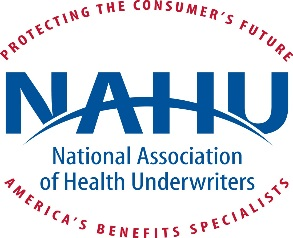 PROTECTING THE CONSUMER'S FUTURE
NAHU
National Association
of Health Underwriters
AMERICA'S BENEFITS SPECIALISTS